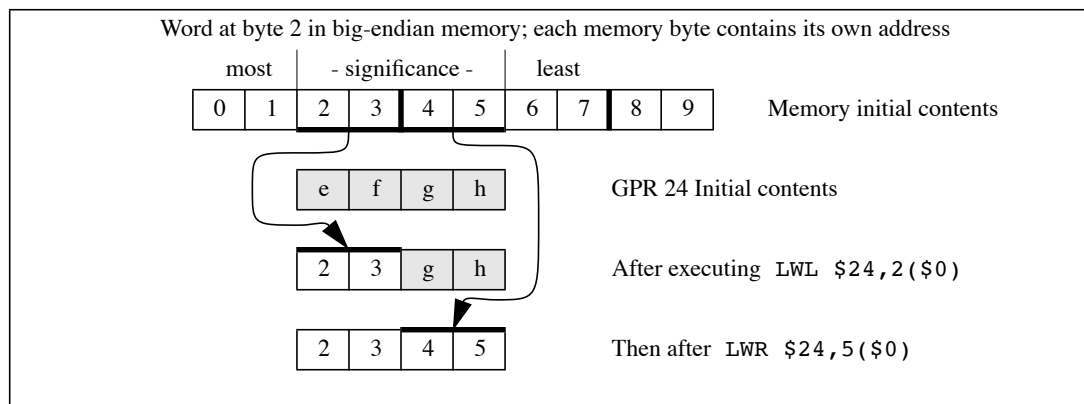 Word at byte 2 in big-endian memory; each memory byte contains its own address
most - significance - least
0 1 2 3 4 5 6 7 8 9 Memory initial contents
e f g h GPR 24 Initial contents
2 3 g h After executing LWL $24,2($0)
2 3 4 5 Then after LWR $24,5($0)